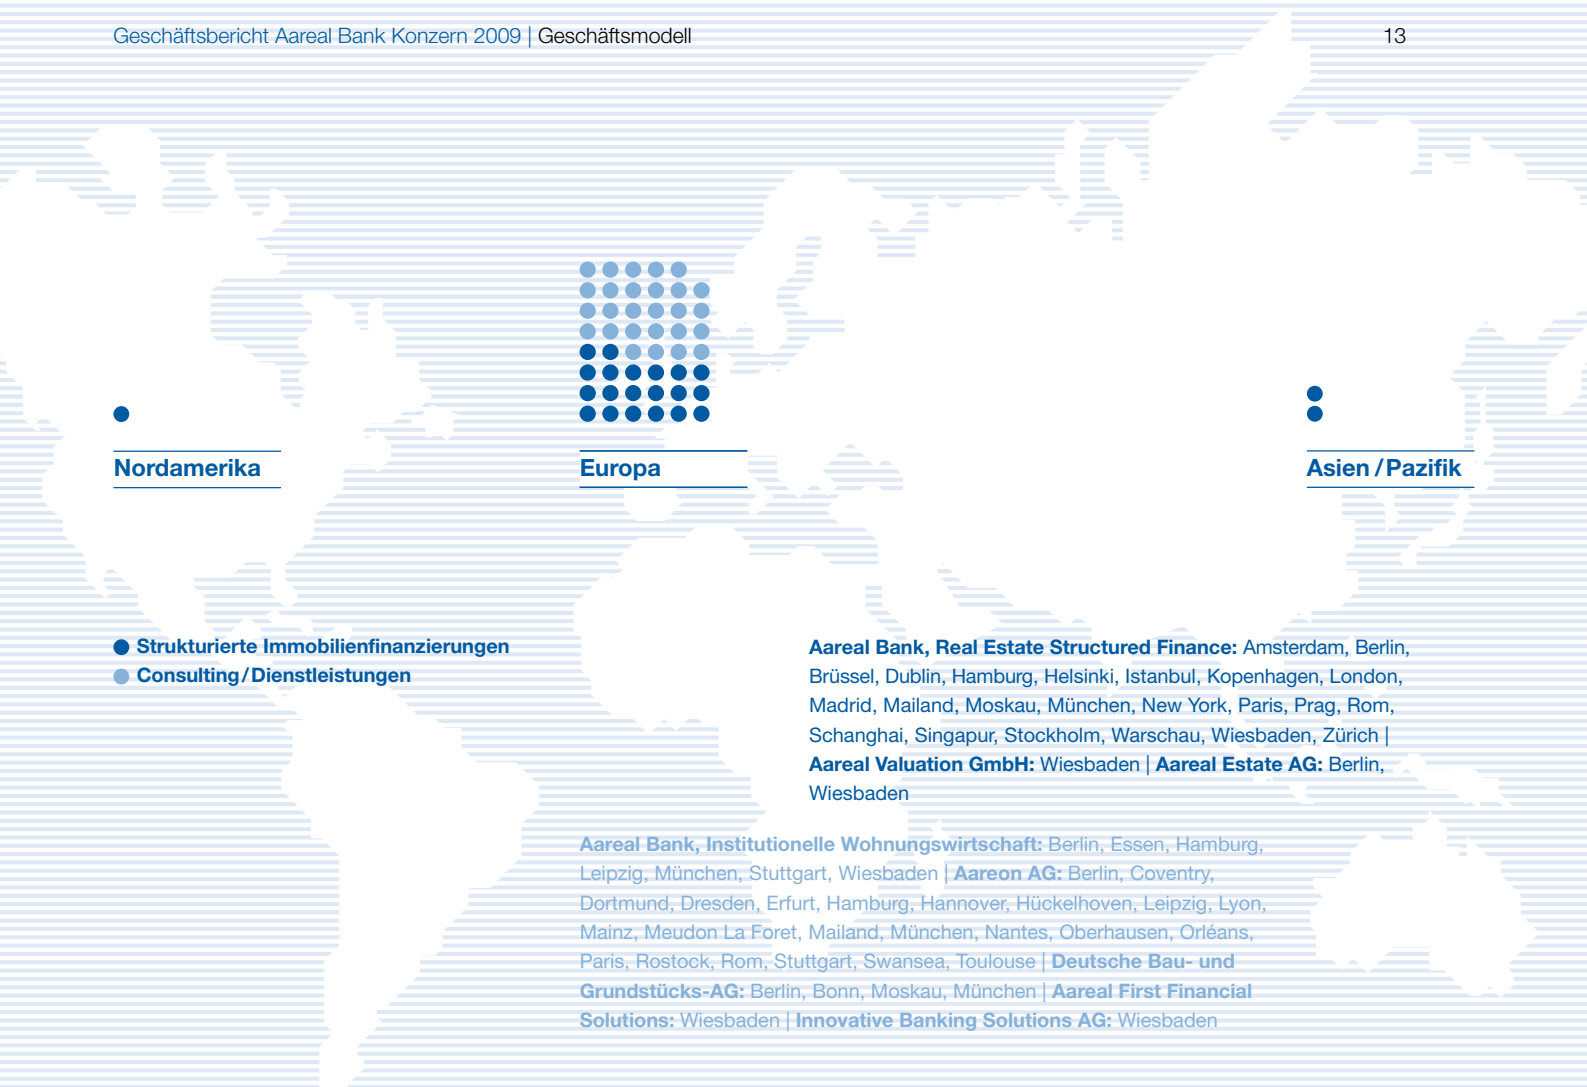 Geschäftsbericht Aareal Bank Konzern 2009 | Geschäftsmodell 13
Nordamerika
Europa
Asien / Pazifik
Strukturierte Immobilienfinanzierungen
Consulting / Dienstleistungen
Aareal Bank, Real Estate Structured Finance: Amsterdam, Berlin,
Brüssel, Dublin, Hamburg, Helsinki, Istanbul, Kopenhagen, London,
Madrid, Mailand, Moskau, München, New York, Paris, Prag, Rom,
Schanghai, Singapur, Stockholm, Warschau, Wiesbaden, Zürich |
Aareal Valuation GmbH: Wiesbaden | Aareal Estate AG: Berlin,
Wiesbaden
Aareal Bank, Institutionelle Wohnungswirtschaft: Berlin, Essen, Hamburg,
Leipzig, München, Stuttgart, Wiesbaden | Aareon AG: Berlin, Coventry,
Dortmund, Dresden, Erfurt, Hamburg, Hannover, Hückelhoven, Leipzig, Lyon,
Mainz, Meudon La Foret, Mailand, München, Nantes, Oberhausen, Orléans,
Paris, Rostock, Rom, Stuttgart, Swansea, Toulouse | Deutsche Bau- und
Grundstücks-AG: Berlin, Bonn, Moskau, München | Aareal First Financial
Solutions: Wiesbaden | Innovative Banking Solutions AG: Wiesbaden